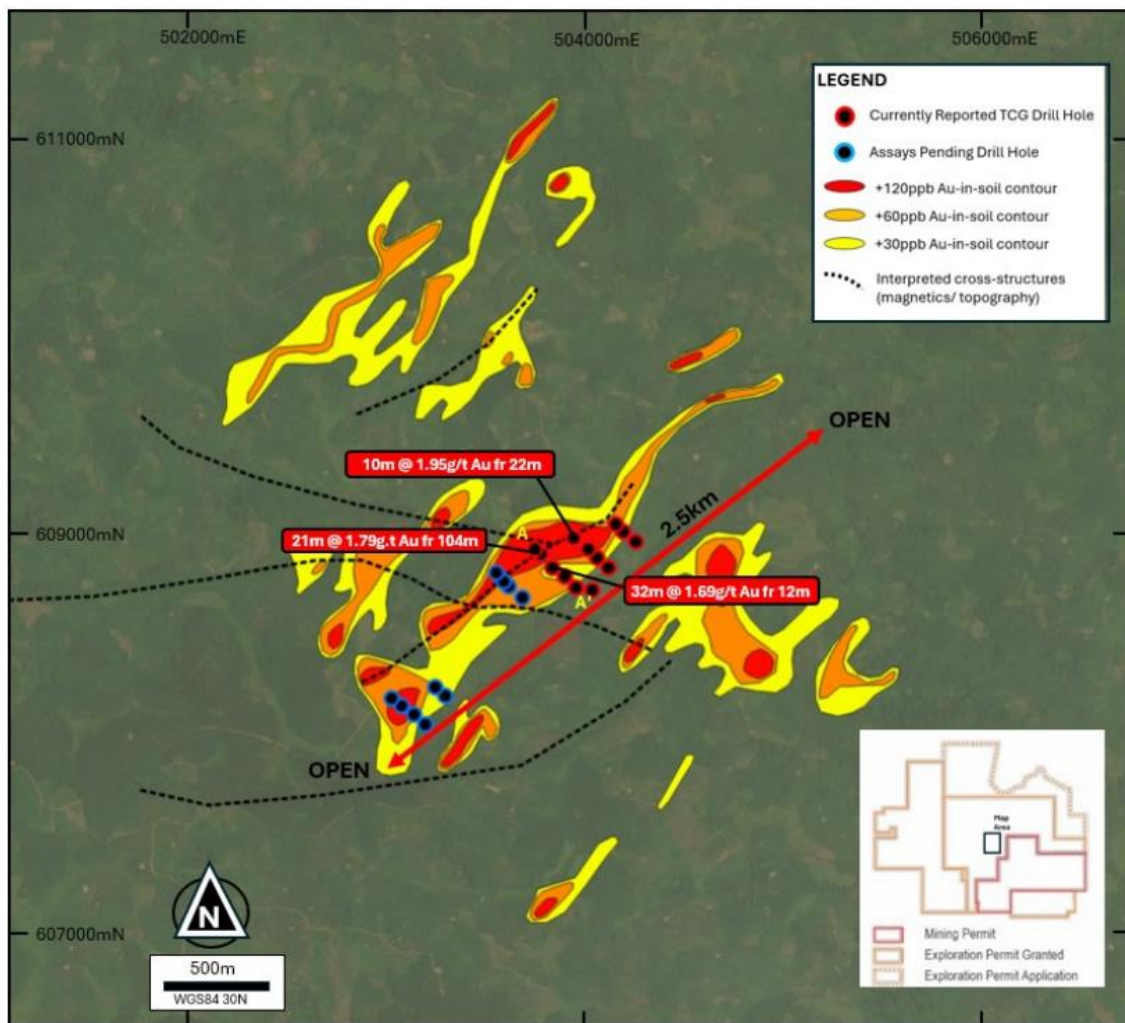 502000mE
504000mE
506000mE
611000mN
609000mN
607000mN
LEGEND
Currently Reported TCG Drill Hole
Assays Pending Drill Hole
+120ppb Au-in-soil contour
+60ppb Au-in-soil contour
+30ppb Au-in-soil contour
Interpreted cross-structures
(magnetics/ topography)
OPEN
2.5km
10m @ 1.95g/t Au fr 22m
A
21m @ 1.79g.t Au fr 104m
32m @ 1.69g/t Au fr 12m
A'
OPEN
N
500m
WGS84 30N
Map
Area
Mining Permit
Exploration Permit Granted
Exploration Permit Application